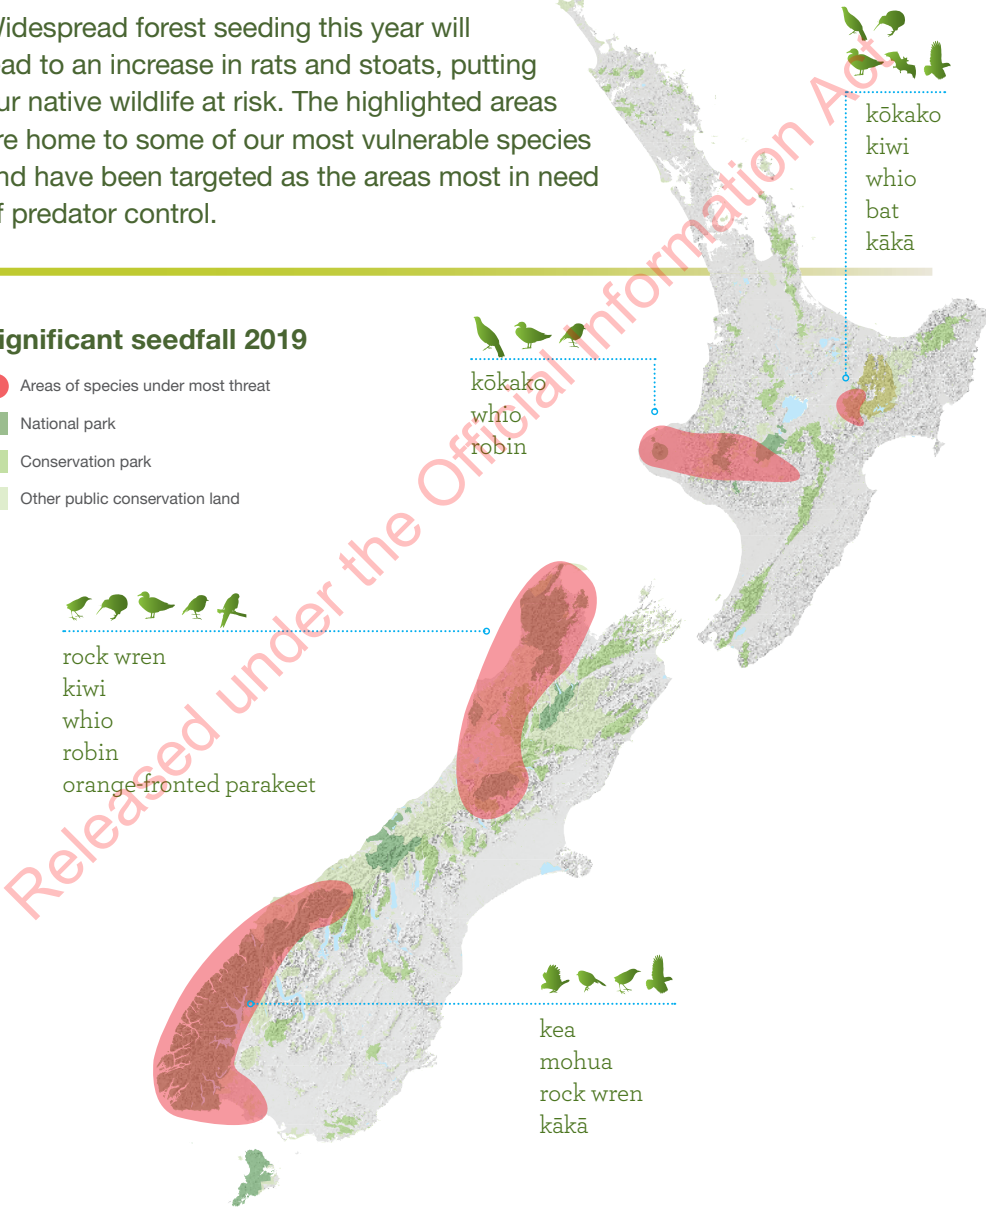 Widespread forest seeding this year will
ad to an increase in rats and stoats, putting
ur native wildlife at risk. The highlighted areas
re home to some of our most vulnerable species
nd have been targeted as the areas most in need
f predator control.
kōkako
kiwi
whio
bat
kākā
ignificant seedfall 2019
Areas of species under most threat
National park
Conservation park
Other public conservation land
kōkako
whio
robin
rock wren
kiwi
whio
robin
orange-fronted parakeet
kea
mohua
rock wren
kākā
Released under the Official Information Act